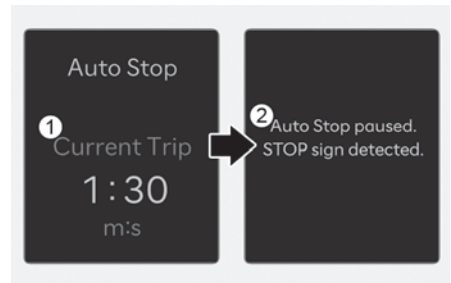 Auto Stop
1
Current Trip
1:30
m:s
2
Auto Stop paused.
STOP sign detected.